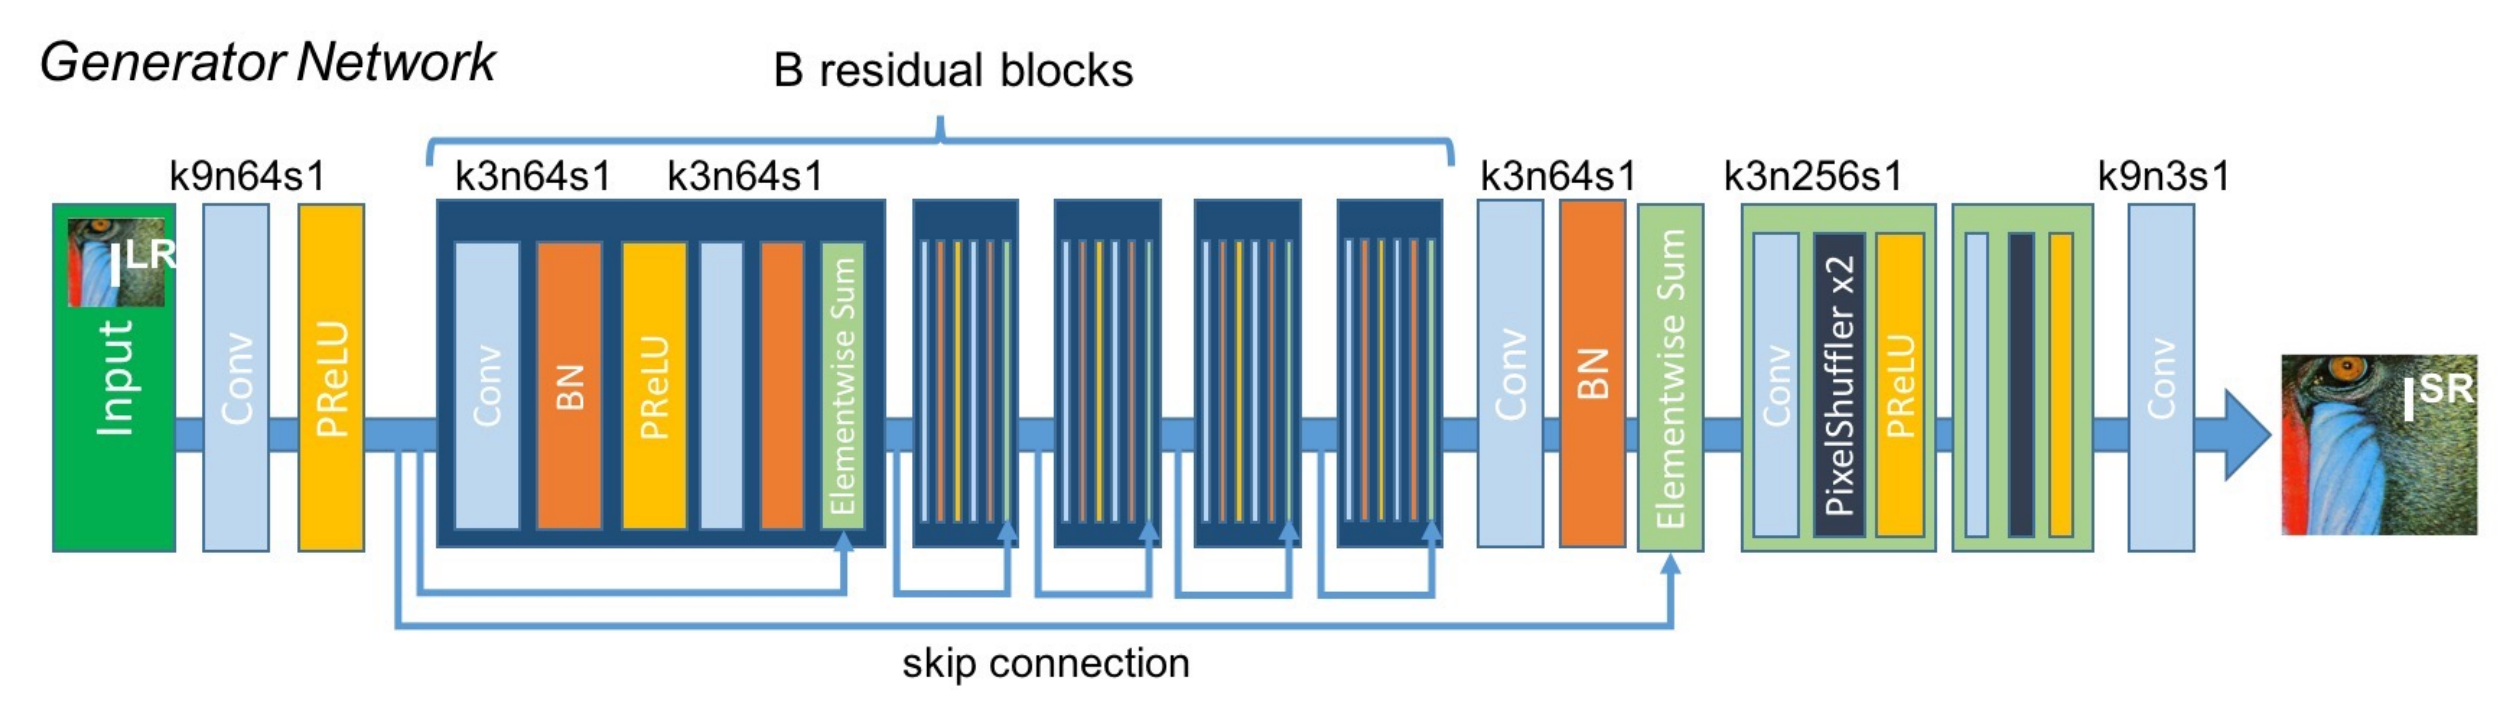 Generator Network
B residual blocks
k9n64s1
k3n64s1
k3n64s1
k3n64s1
k3n256s1
k9n3s1
I LR
Input
Conv
PReLU
Conv
BN
PReLU
Elementwise Sum
Conv
BN
Elementwise Sum
Conv
PixelShuffler x2
PReLU
Conv
I SR
skip connection